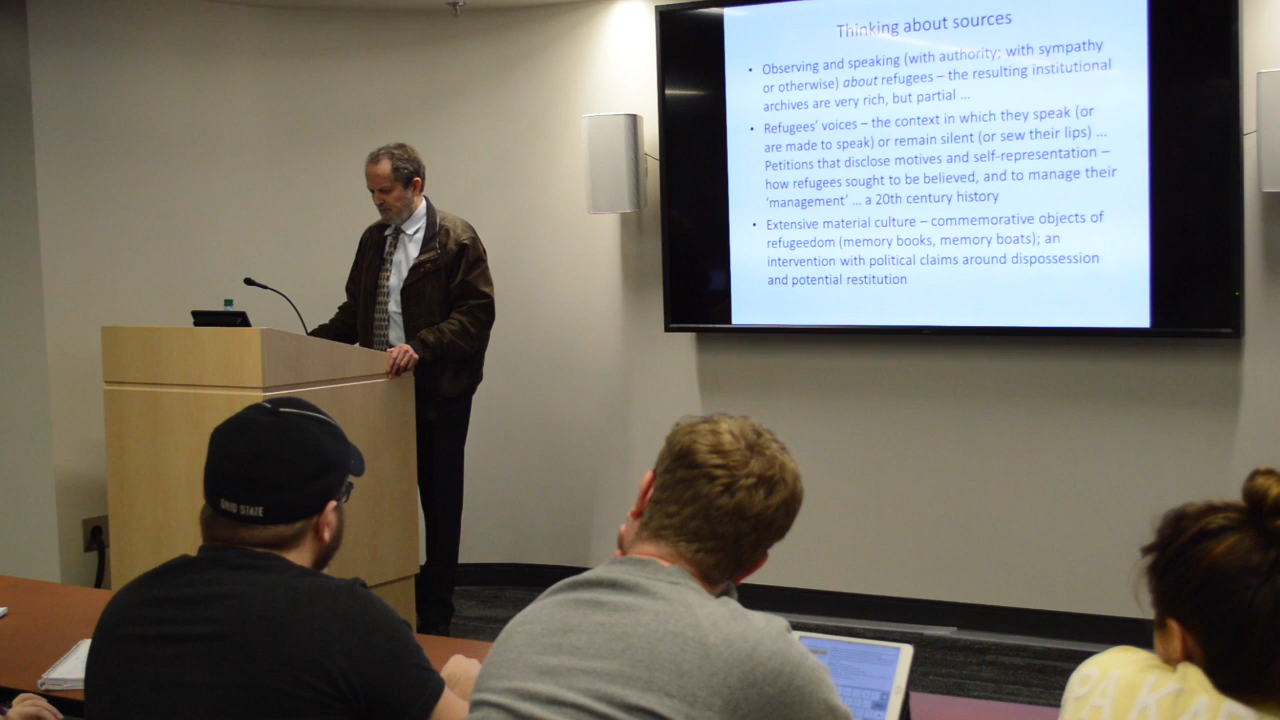 Thinking about sources
• Observing and speaking (with authority; with sympathy
or otherwise) about refugees – the resulting institutional
archives are very rich, but partial ...
• Refugees' voices – the context in which they speak (or
are made to speak) or remain silent (or sew their lips) ...
Petitions that disclose motives and self-representation –
how refugees sought to be believed, and to manage their
'management' ... a 20th century history
• Extensive material culture – commemorative objects of
refugeedom (memory books, memory boats); an
intervention with political claims around dispossession
and potential restitution
OHIO STATE